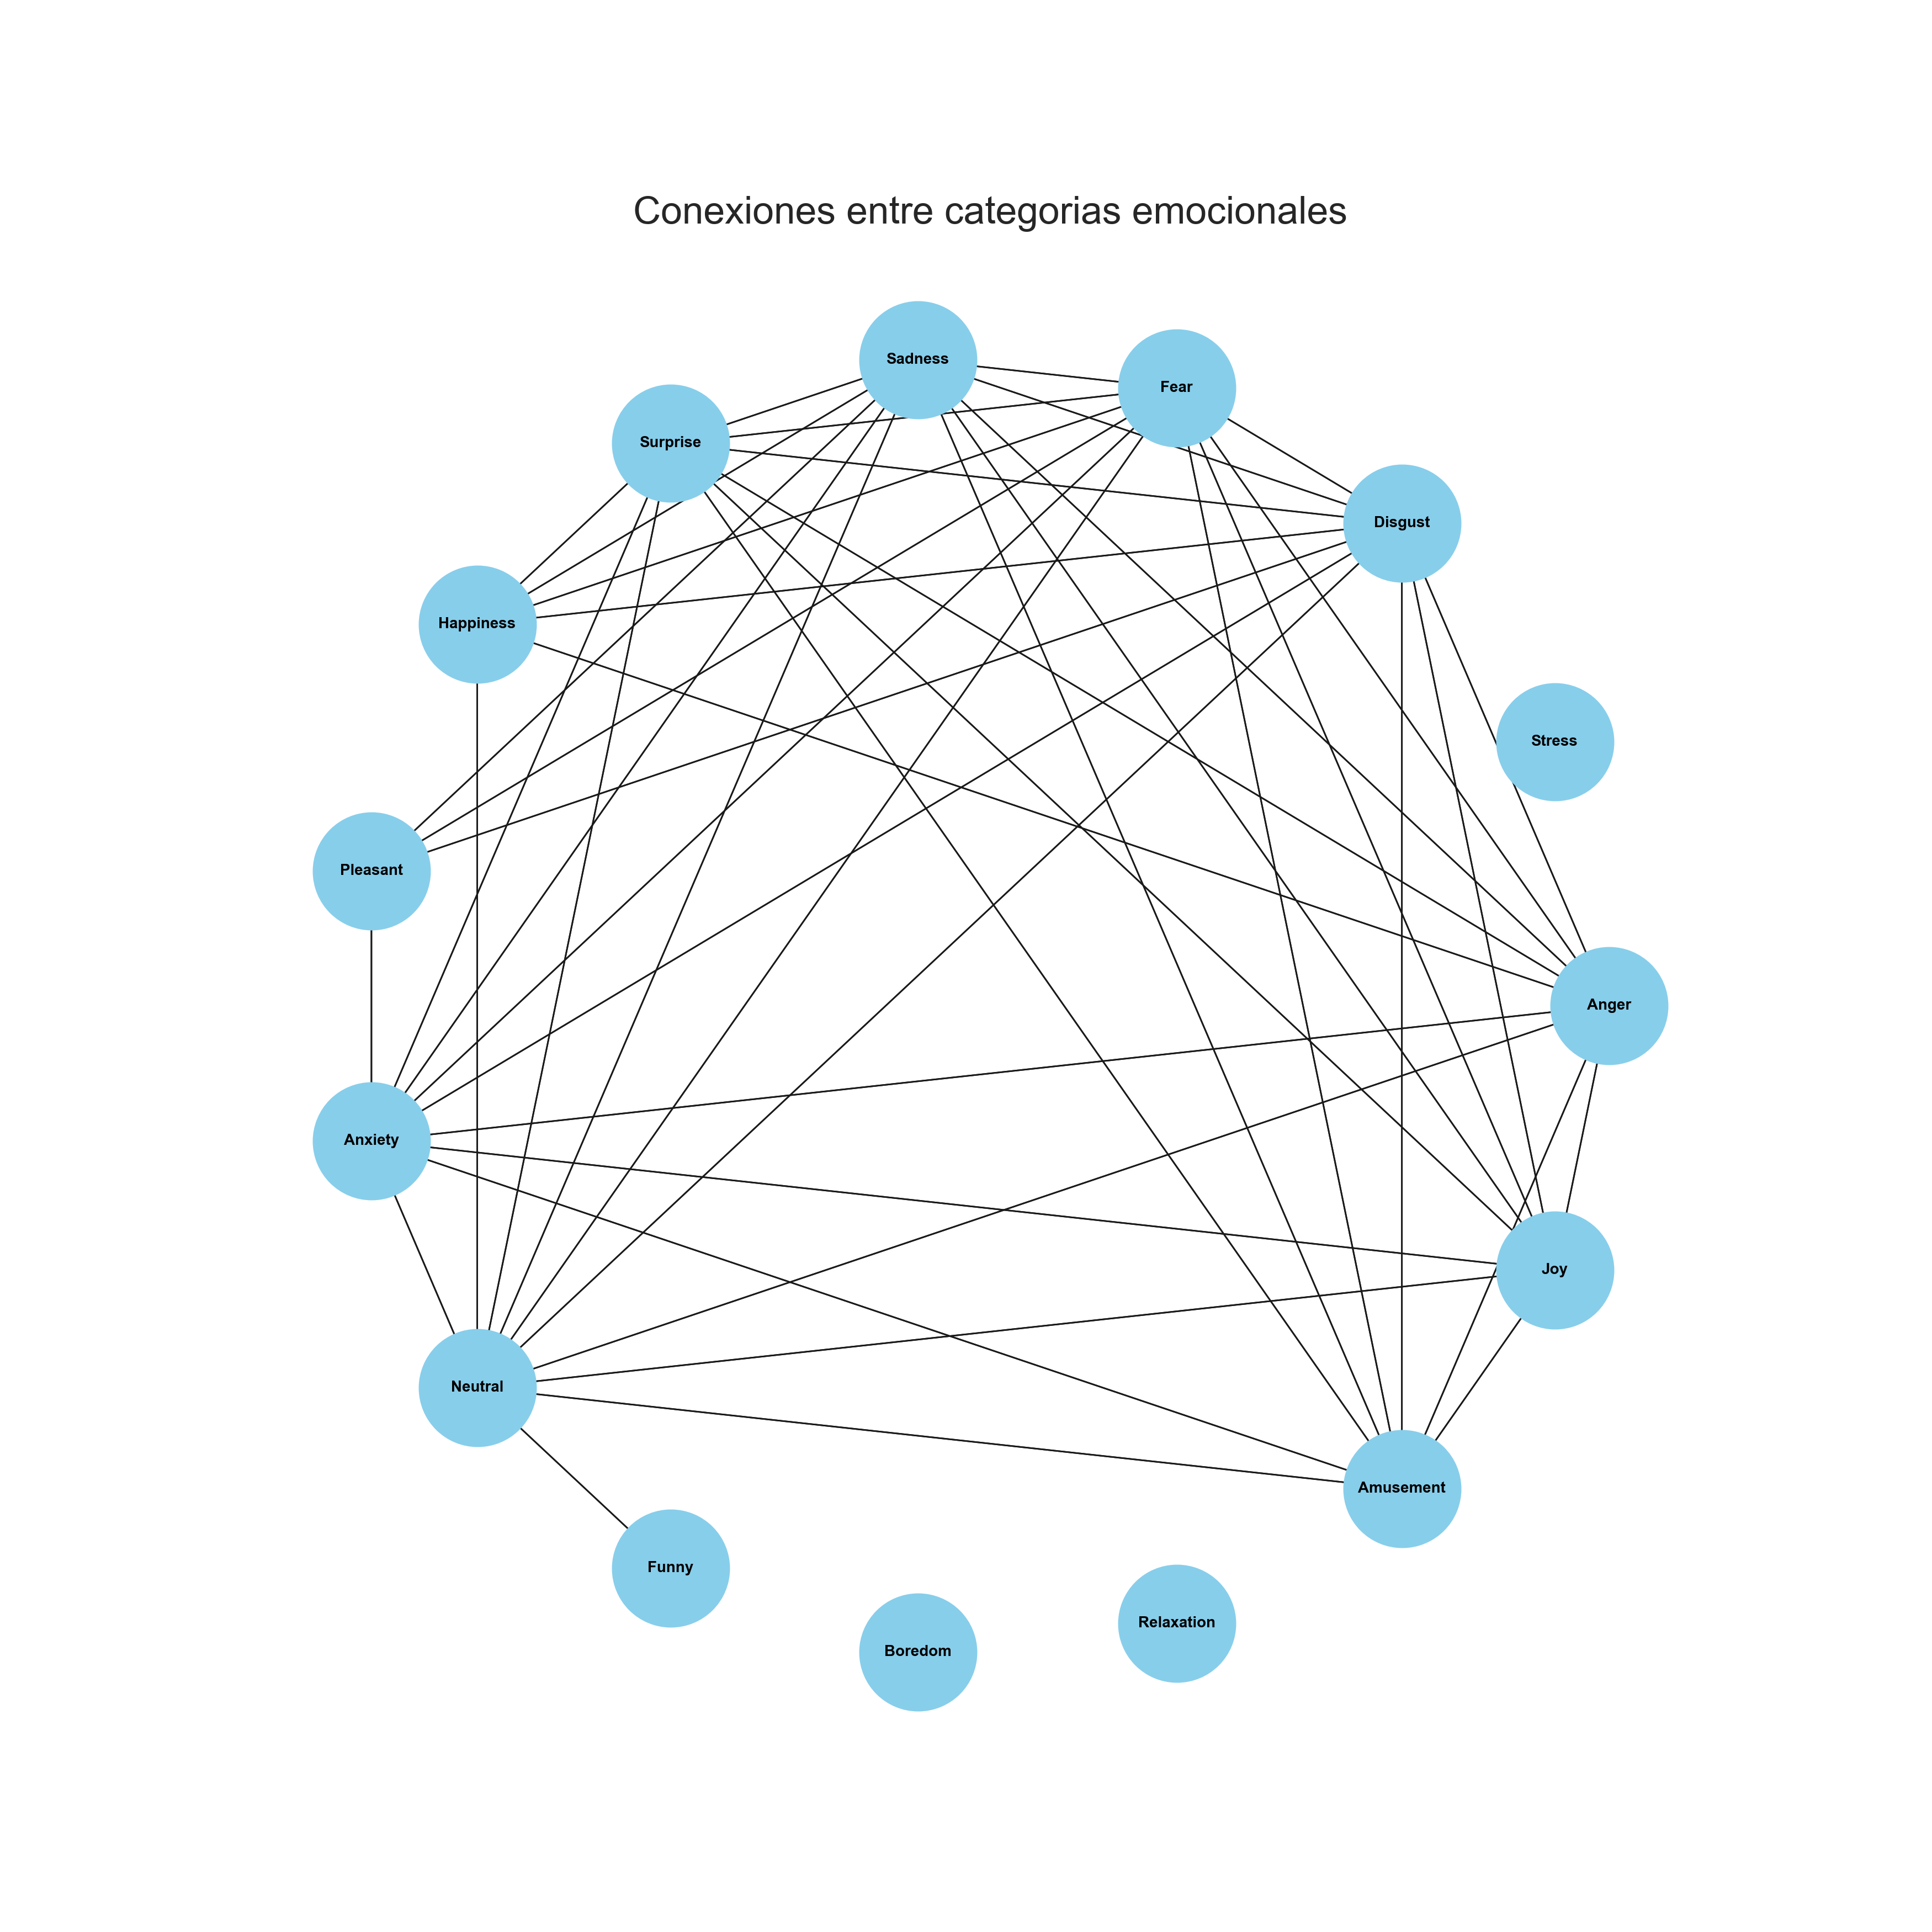 Conexiones entre categorias emocionales
Sadness
Fear
Surprise
Disgust
Happiness
Stress
Pleasant
Anger
Anxiety
Joy
Neutral
Amusement
Funny
Relaxation
Boredom